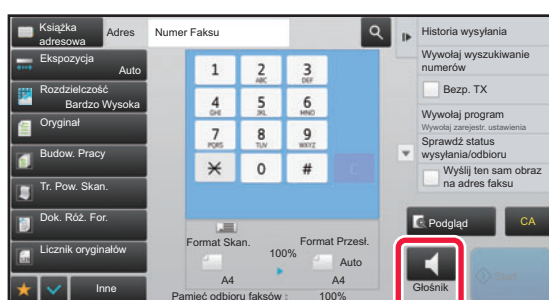 Książka
adresowa
Adres
Numer Faksu
Ekspozycja
Auto
Rozdzielczość
Bardzo Wysoka
Oryginał
Budow. Pracy
Tr. Pow. Skan.
Dok. Róż. For.
Licznik oryginałów
Inne
1
2
ABC
3
DEF
4
GHI
5
JKL
6
MNO
7
PQRS
8
TUV
9
WXYZ
0
#
C
Format Skan.
100%
Format Przesł.
Auto
A4
A4
Pamięć odbioru faksów :
100%
Historia wysyłania
Wywołaj wyszukiwanie
numerów
Bezp. TX
Wywołaj program
Wywołaj zarejestr. ustawienia
Sprawdź status
wysyłania/odbioru
Wyślij ten sam obraz
na adres faksu
Podgląd
CA
Głośnik
Start